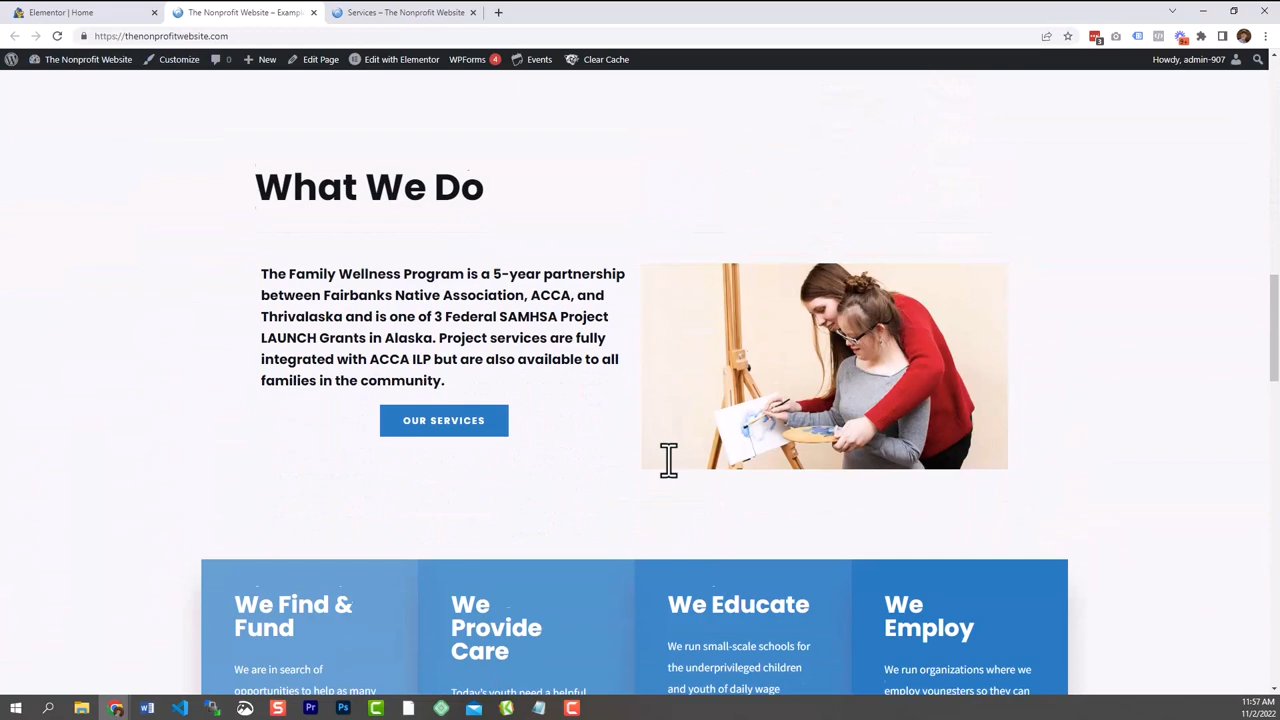 Elementor | Home
The Nonprofit Website – Exampl
Services – The Nonprofit Website
https://thenonprofitwebsite.com
The Nonprofit Website
Customize
0
New
Edit Page
Edit with Elementor
WPForms 4
Events
Clear Cache
Howdy, admin-907
What We Do
The Family Wellness Program is a 5-year partnership
between Fairbanks Native Association, ACCA, and
Thrivalaska and is one of 3 Federal SAMHSA Project
LAUNCH Grants in Alaska. Project services are fully
integrated with ACCA ILP but are also available to all
families in the community.
OUR SERVICES
We Find &
Fund
We are in search of
opportunities to help as many
We
Provide
Care
Today's youth need a helpful
We Educate
We run small-scale schools for
the underprivileged children
and youth of daily wage
We
Employ
We run organizations where we
employ youngsters so they can
11:57 AM
11/2/2022